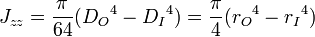 J_{zz} = \frac{\pi}{64}({D_O}^4 - {D_I}^4) = \frac{\pi}{4}({r_O}^4 - {r_I}^4)